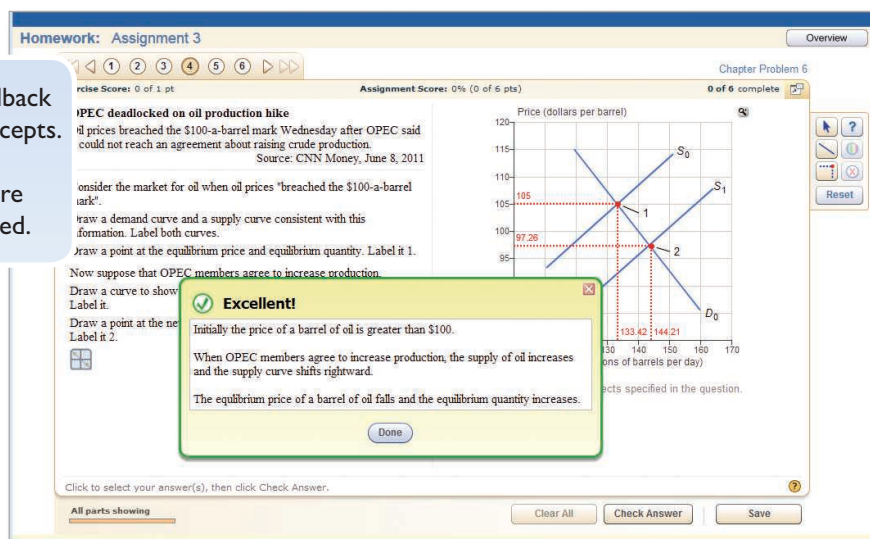 Homework: Assignment 3
Overview
1 2 3 4 5 6
Chapter Problem 6
rcise Score: 0 of 1 pt
Assignment Score: 0% (0 of 6 pts)
0 of 6 complete
dback
cepts.
re
ed.
OPEC deadlocked on oil production hike
il prices breached the $100-a-barrel mark Wednesday after OPEC said
could not reach an agreement about raising crude production.
Source: CNN Money, June 8, 2011
onsider the market for oil when oil prices "breached the $100-a-barrel
ark".
Draw a demand curve and a supply curve consistent with this
formation. Label both curves.
Draw a point at the equilibrium price and equilibrium quantity. Label it 1.
Now suppose that OPEC members agree to increase production.
Draw a curve to show
Label it.
Draw a point at the ne
Label it 2.
Price (dollars per barrel)
120
115
110
105
100
95
105
97.26
S0
S1
1
2
D0
133.42
144.21
130 140 150 160 170
ons of barrels per day)
ects specified in the question.
?
Reset
Excellent!
Initially the price of a barrel of oil is greater than $100.
When OPEC members agree to increase production, the supply of oil increases
and the supply curve shifts rightward.
The equlibrium price of a barrel of oil falls and the equilibrium quantity increases.
Done
Click to select your answer(s), then click Check Answer.
?
All parts showing
Clear All
Check Answer
Save